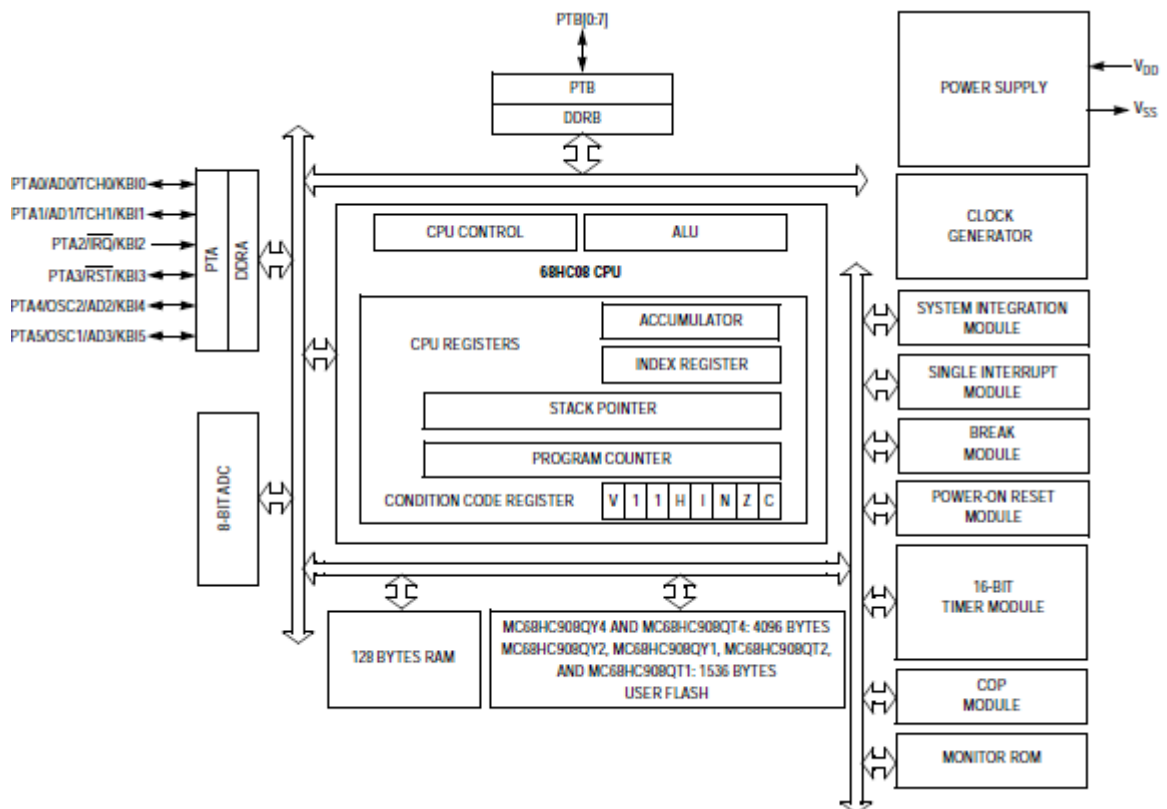 PTB[0:7]
PTB
DDRB
POWER SUPPLY
VDD
VSS
PTA0/AD0/TCH0/KBI0
PTA1/AD1/TCH1/KBI1
PTA2/IRQ/KBI2
PTA3/RST/KBI3
PTA4/OSC2/AD2/KBI4
PTA5/OSC1/AD3/KBI5
PTA
DDRA
CLOCK
GENERATOR
CPU CONTROL
ALU
68HC08 CPU
CPU REGISTERS
ACCUMULATOR
INDEX REGISTER
STACK POINTER
PROGRAM COUNTER
CONDITION CODE REGISTER
V 1 1 H I N Z C
8-BIT ADC
SYSTEM INTEGRATION
MODULE
SINGLE INTERRUPT
MODULE
BREAK
MODULE
POWER-ON RESET
MODULE
16-BIT
TIMER MODULE
COP
MODULE
MONITOR ROM
128 BYTES RAM
MC68HC908QY4 AND MC68HC908QT4: 4096 BYTES
MC68HC908QY2, MC68HC908QY1, MC68HC908QT2,
AND MC68HC908QT1: 1536 BYTES
USER FLASH